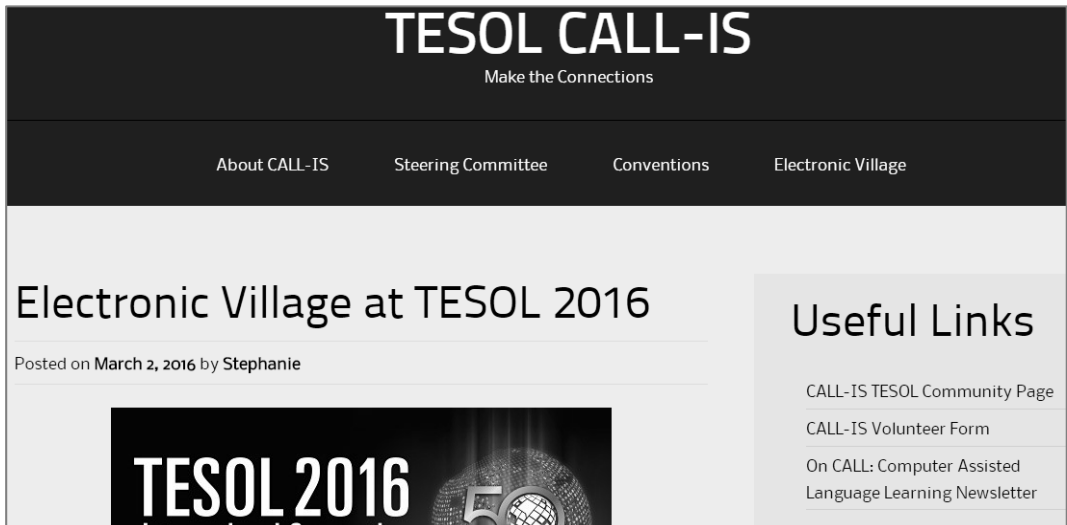 TESOL CALL-IS
Make the Connections
About CALL-IS Steering Committee Conventions Electronic Village
Electronic Village at TESOL 2016
Posted on March 2, 2016 by Stephanie
TESOL 2016
50
Useful Links
CALL-IS TESOL Community Page
CALL-IS Volunteer Form
On CALL: Computer Assisted
Language Learning Newsletter